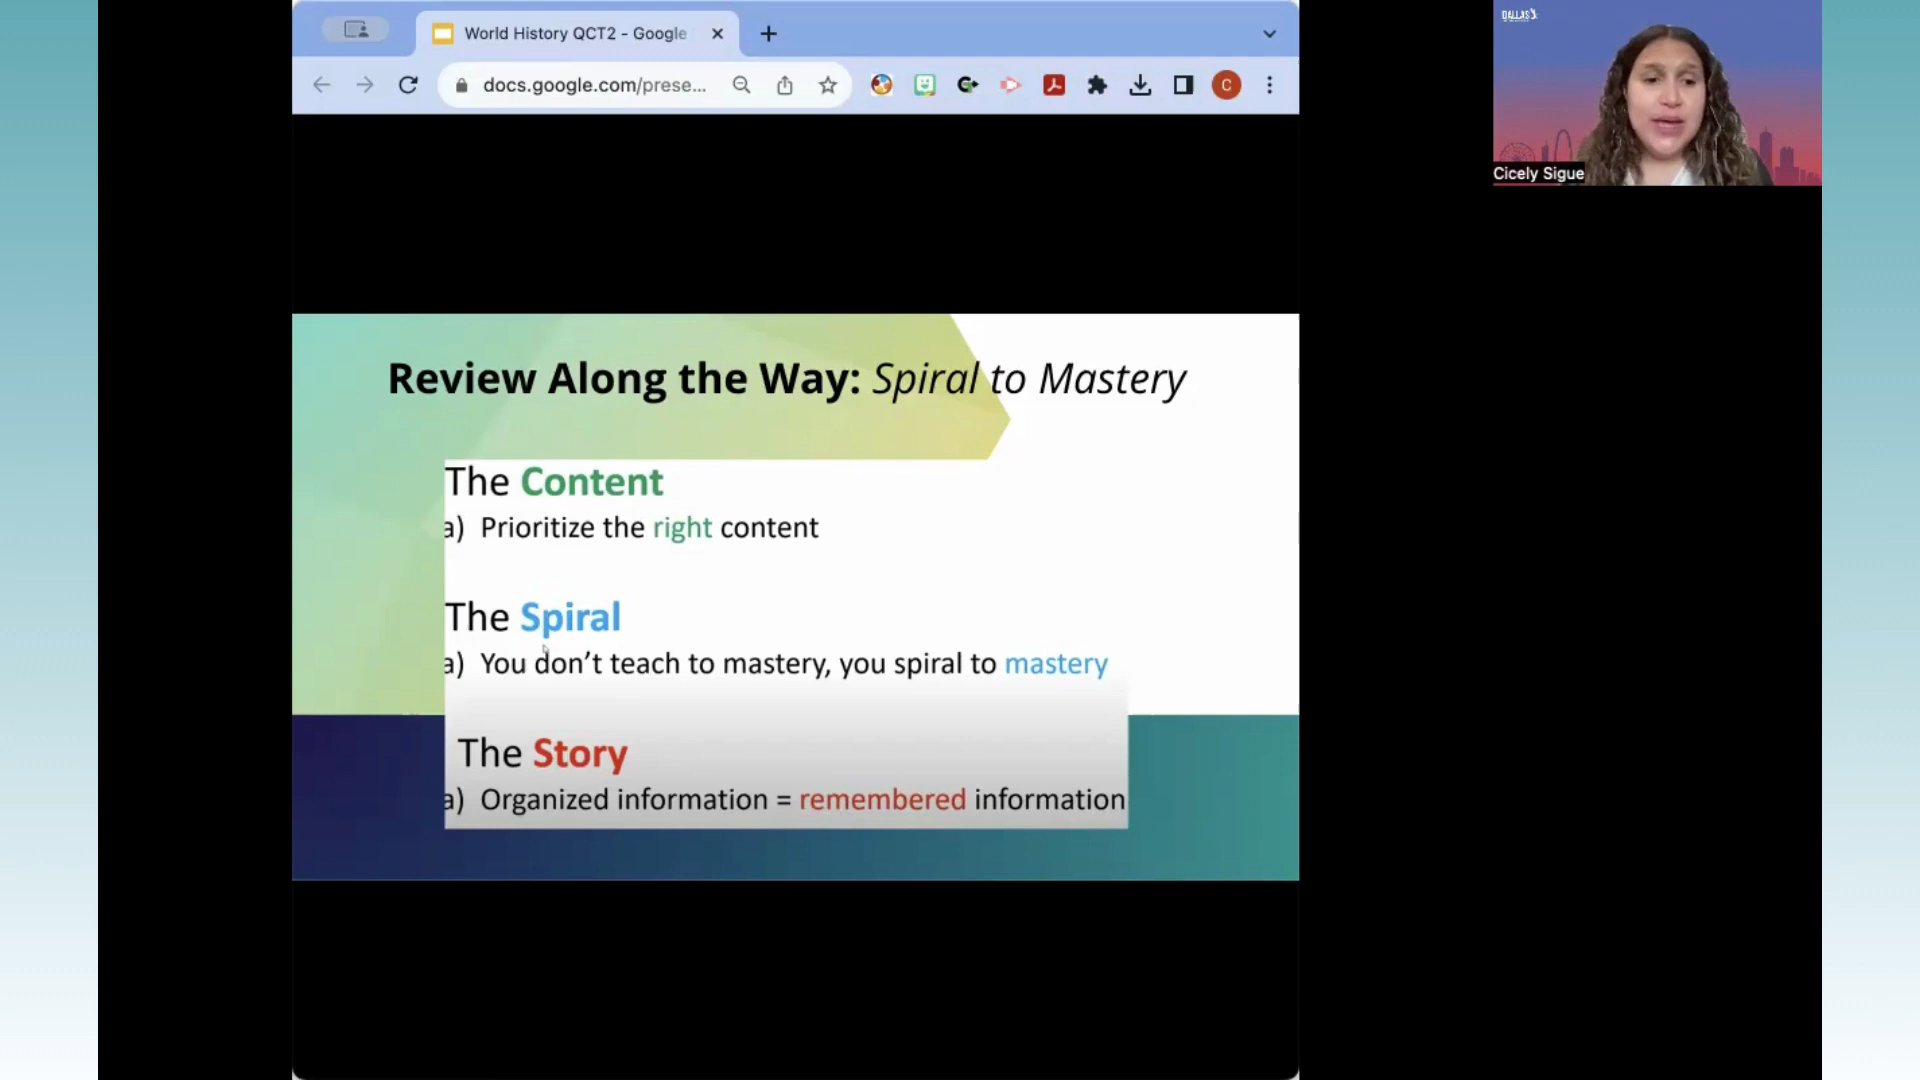 World History QCT2 - Google
docs.google.com/prese...
C
DALLAS
Cicely Sigue
Review Along the Way: Spiral to Mastery
The Content
a) Prioritize the right content
The Spiral
a) You don't teach to mastery, you spiral to mastery
The Story
a) Organized information = remembered information